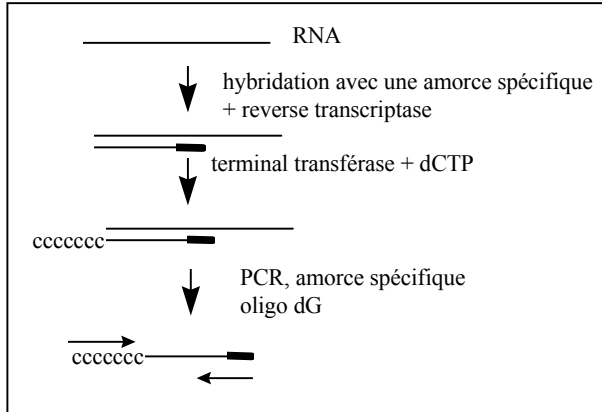 RNA
hybridation avec une amorce spécifique
+ reverse transcriptase
terminal transférase + dCTP
ccccccc
PCR, amorce spécifique
oligo dG
ccccccc